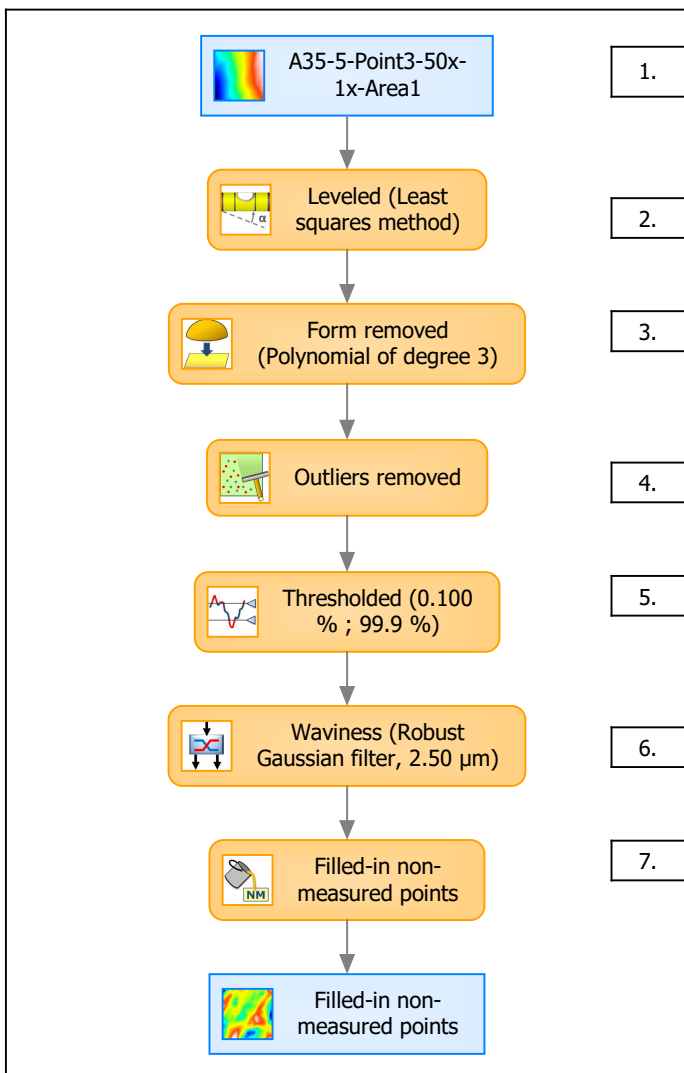 A35-5-Point3-50x-
1x-Area1
1.
Leveled (Least
squares method)
α
2.
Form removed
(Polynomial of degree 3)
3.
Outliers removed
4.
Thresholded (0.100
% ; 99.9 %)
5.
Waviness (Robust
Gaussian filter, 2.50 µm)
6.
Filled-in non-
measured points
NM
7.
Filled-in non-
measured points